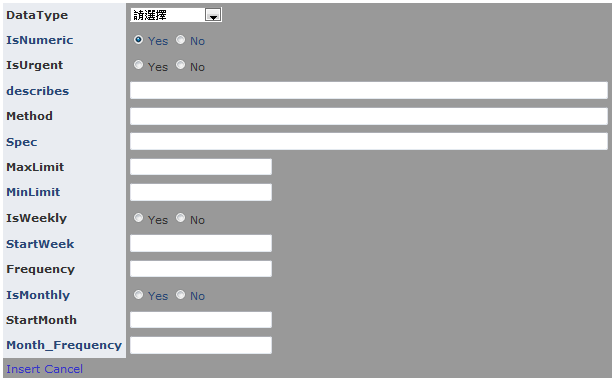 DataType 請選擇
IsNumeric Yes No
IsUrgent Yes No
describes
Method
Spec
MaxLimit
MinLimit
IsWeekly Yes No
StartWeek
Frequency
IsMonthly Yes No
StartMonth
Month_Frequency
Insert Cancel